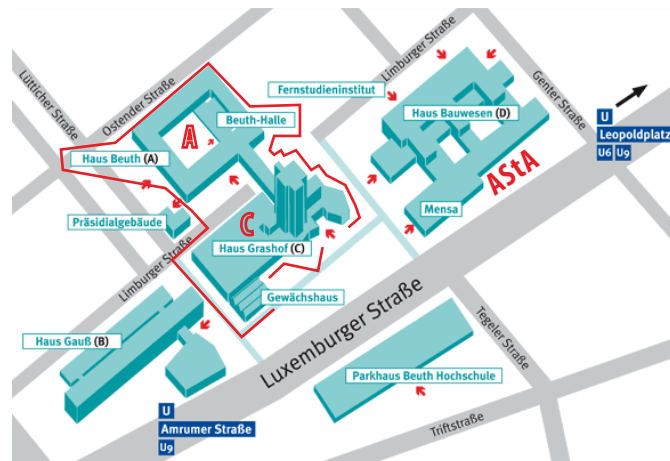 Lütticher Straße
Ostender Straße
Limburger Straße
Genter Straße
Fernstudieninstitut
Beuth-Halle
Haus Bauwesen (D)
U
Leopoldplatz
U6 U9
A
Haus Beuth (A)
AStA
Mensa
Präsidialgebäude
C
Haus Grashof (C)
Limburger Straße
Gewächshaus
Luxemburger Straße
Tegeler Straße
Haus Gauß (B)
Parkhaus Beuth Hochschule
U
Amrumer Straße
U9
Triftstraße